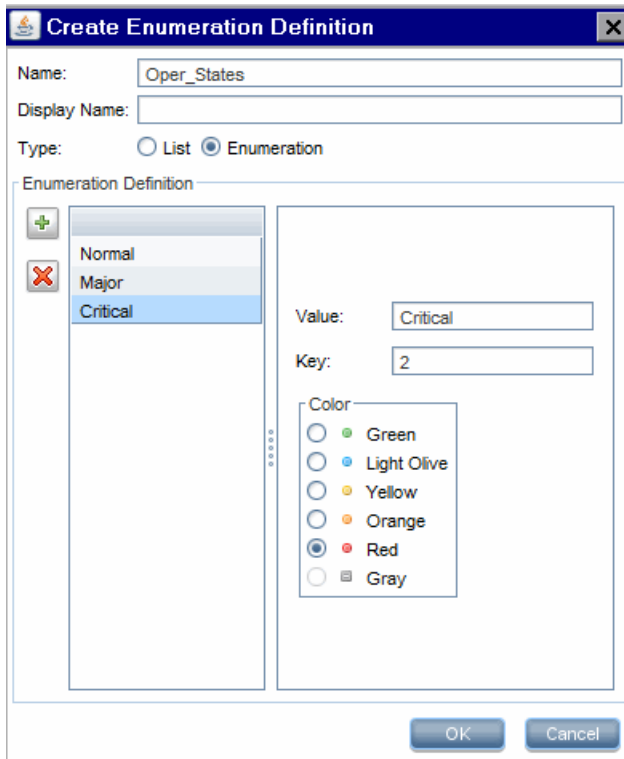 Create Enumeration Definition
Name: Oper_States
Display Name:
Type: List Enumeration
Enumeration Definition
Normal
Major
Critical
Value: Critical
Key: 2
Color
Green
Light Olive
Yellow
Orange
Red
Gray
OK Cancel